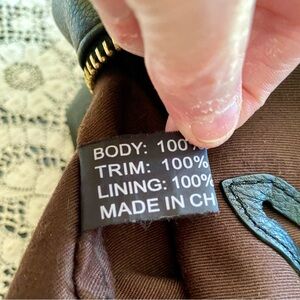 BODY: 100%
TRIM: 100%
LINING: 100%
MADE IN CH